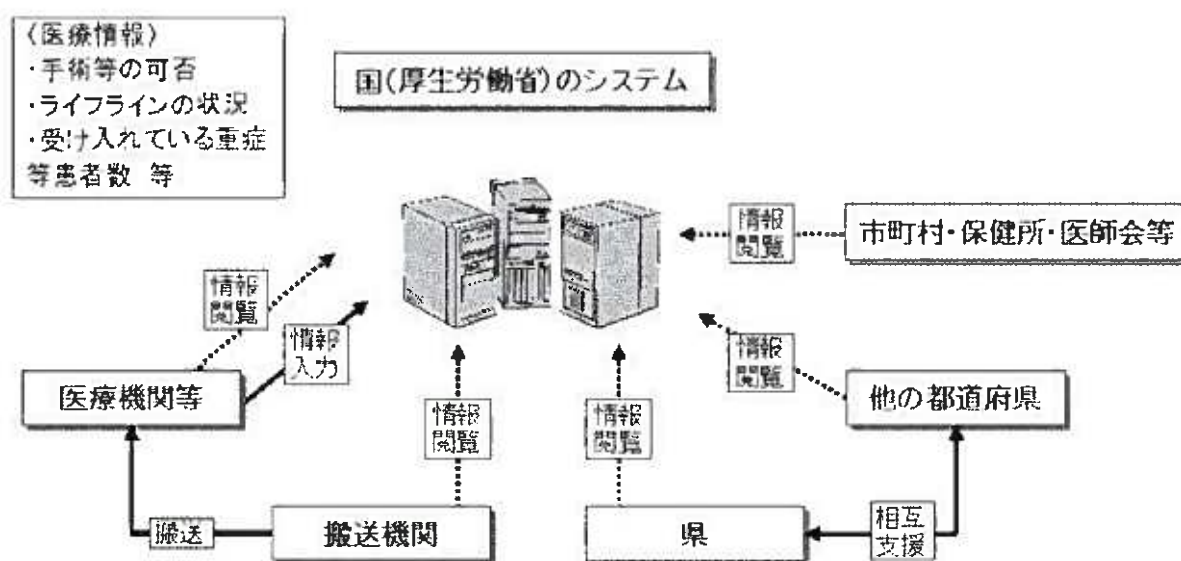 （医療情報）
・手術等の可否
・ライフラインの状況
・受け入れている重症
等患者数 等
国（厚生労働省）のシステム
情報
閲覧
市町村・保健所・医師会等
情報
閲覧
情報
入力
情報
閲覧
医療機関等
他の都道府県
情報
閲覧
情報
閲覧
搬送
搬送機関
県
相互
支援